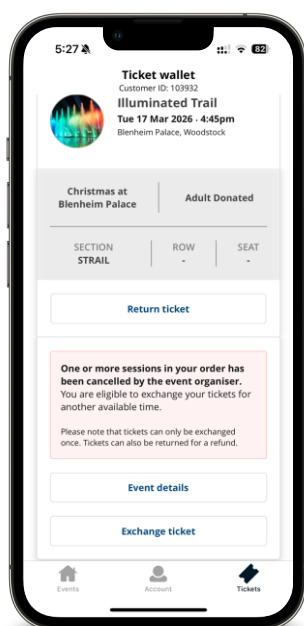 5:27
82
Ticket wallet
Customer ID: 103932
Illuminated Trail
Tue 17 Mar 2026 · 4:45pm
Blenheim Palace, Woodstock
Christmas at
Blenheim Palace
Adult Donated
SECTION
STRAIL
ROW
-
SEAT
-
Return ticket
One or more sessions in your order has
been cancelled by the event organiser.
You are eligible to exchange your tickets for
another available time.
Please note that tickets can only be exchanged
once. Tickets can also be returned for a refund.
Event details
Exchange ticket
Events
Account
Tickets